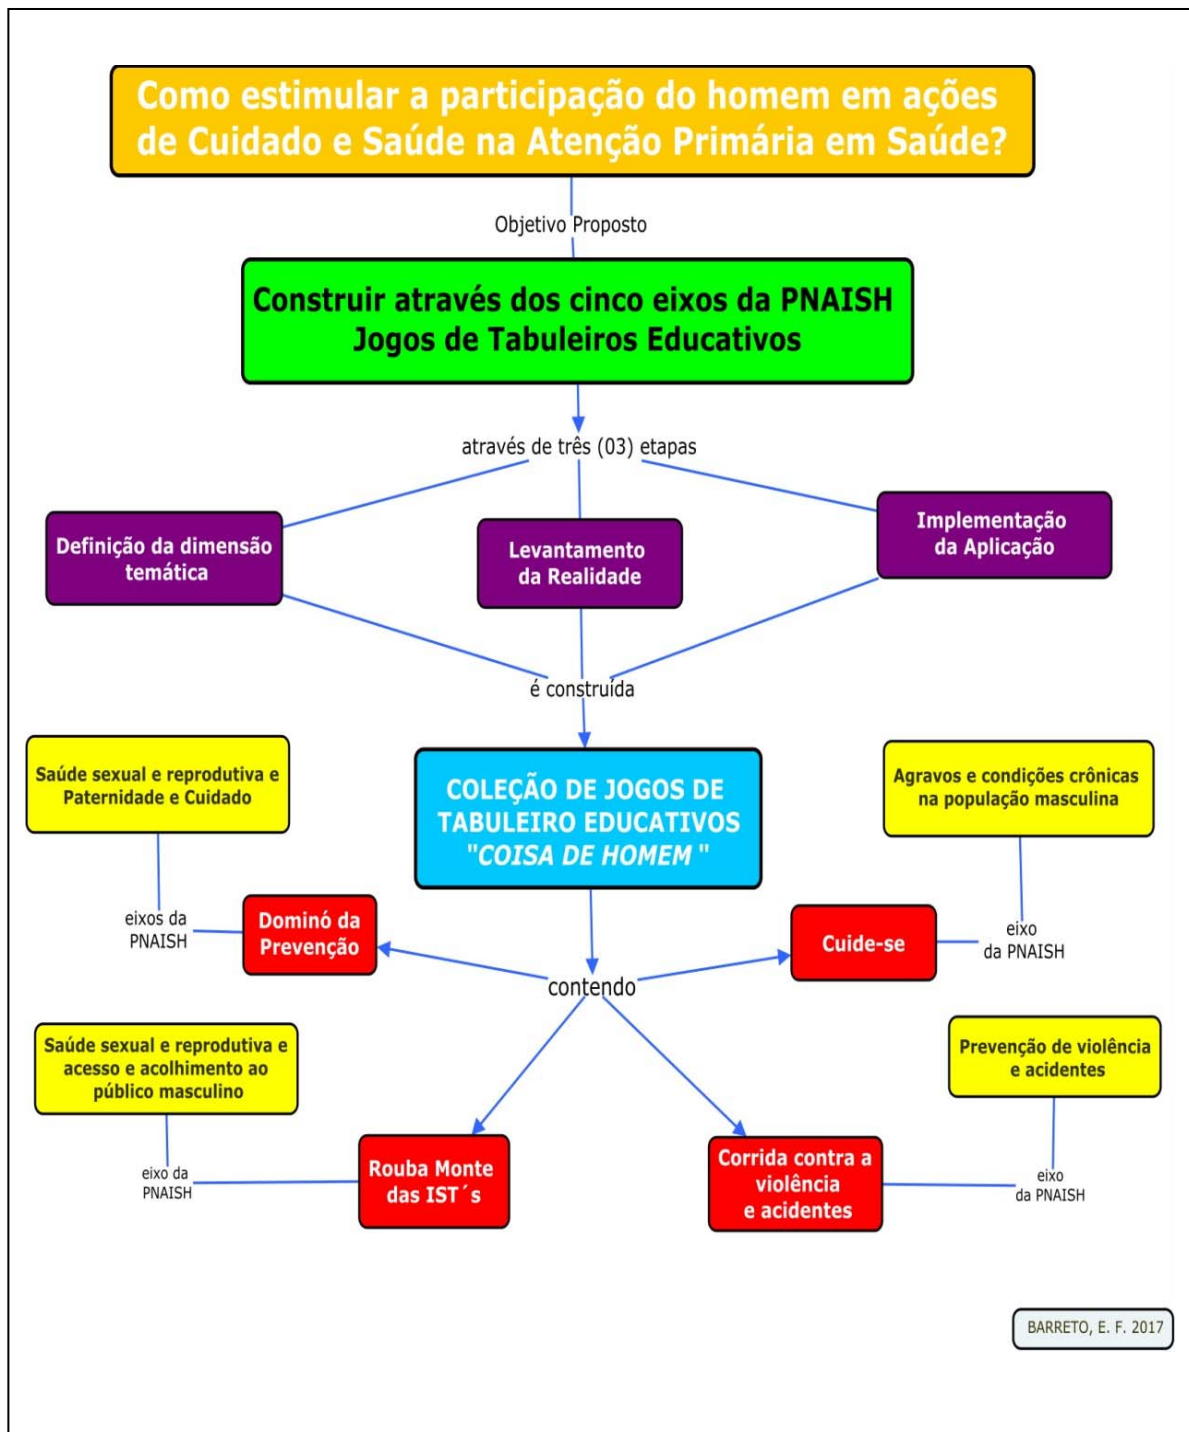 Como estimular a participação do homem em ações
de Cuidado e Saúde na Atenção Primária em Saúde?
Objetivo Proposto
Construir através dos cinco eixos da PNAISH
Jogos de Tabuleiros Educativos
através de três (03) etapas
Definição da dimensão
temática
Levantamento
da Realidade
Implementação
da Aplicação
é construída
COLEÇÃO DE JOGOS DE
TABULEIRO EDUCATIVOS
"COISA DE HOMEM "
Saúde sexual e reprodutiva e
Paternidade e Cuidado
Agravos e condições crônicas
na população masculina
eixos da
PNAISH
Dominó da
Prevenção
Cuide-se
eixo
da PNAISH
contendo
Saúde sexual e reprodutiva e
acesso e acolhimento ao
público masculino
Prevenção de violência
e acidentes
eixo da
PNAISH
Rouba Monte
das IST´s
Corrida contra a
violência
e acidentes
eixo
da PNAISH
BARRETO, E. F. 2017